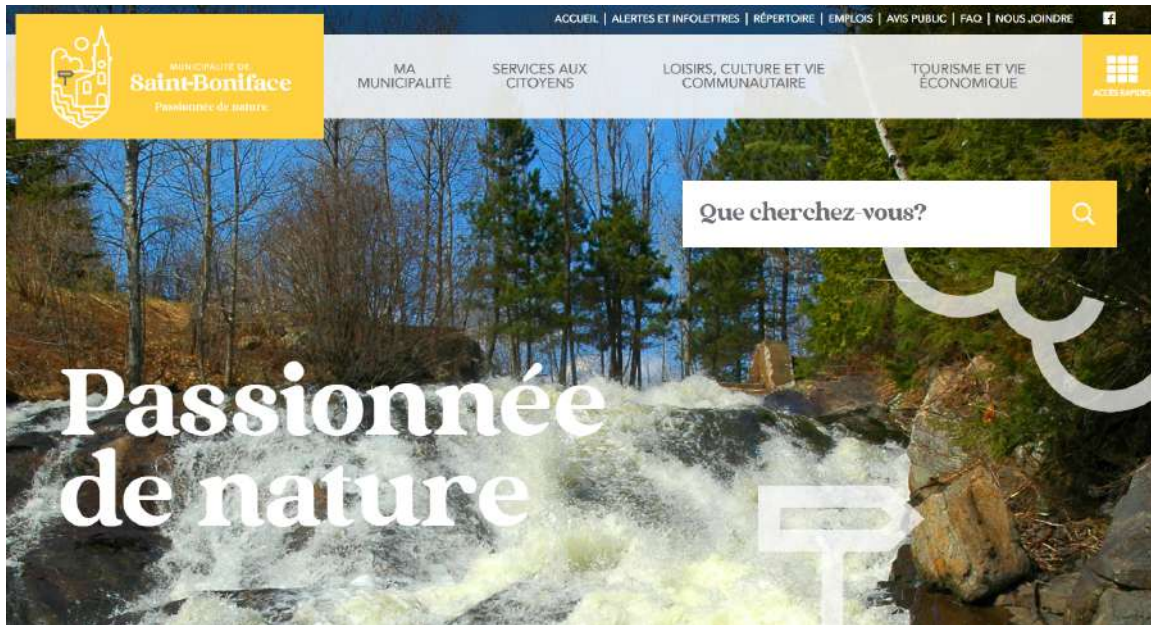 ACCUEIL | ALERTES ET INFOLETTRES | RÉPERTOIRE | EMPLOIS | AVIS PUBLIC | FAQ | NOUS JOINDRE
MUNICIPALITÉ DE
Saint-Boniface
Passionnée de nature
MA
MUNICIPALITÉ
SERVICES AUX
CITOYENS
LOISIRS, CULTURE ET VIE
COMMUNAUTAIRE
TOURISME ET VIE
ÉCONOMIQUE
ACCÈS RAPIDES
Que cherchez-vous?
Passionnée
de nature